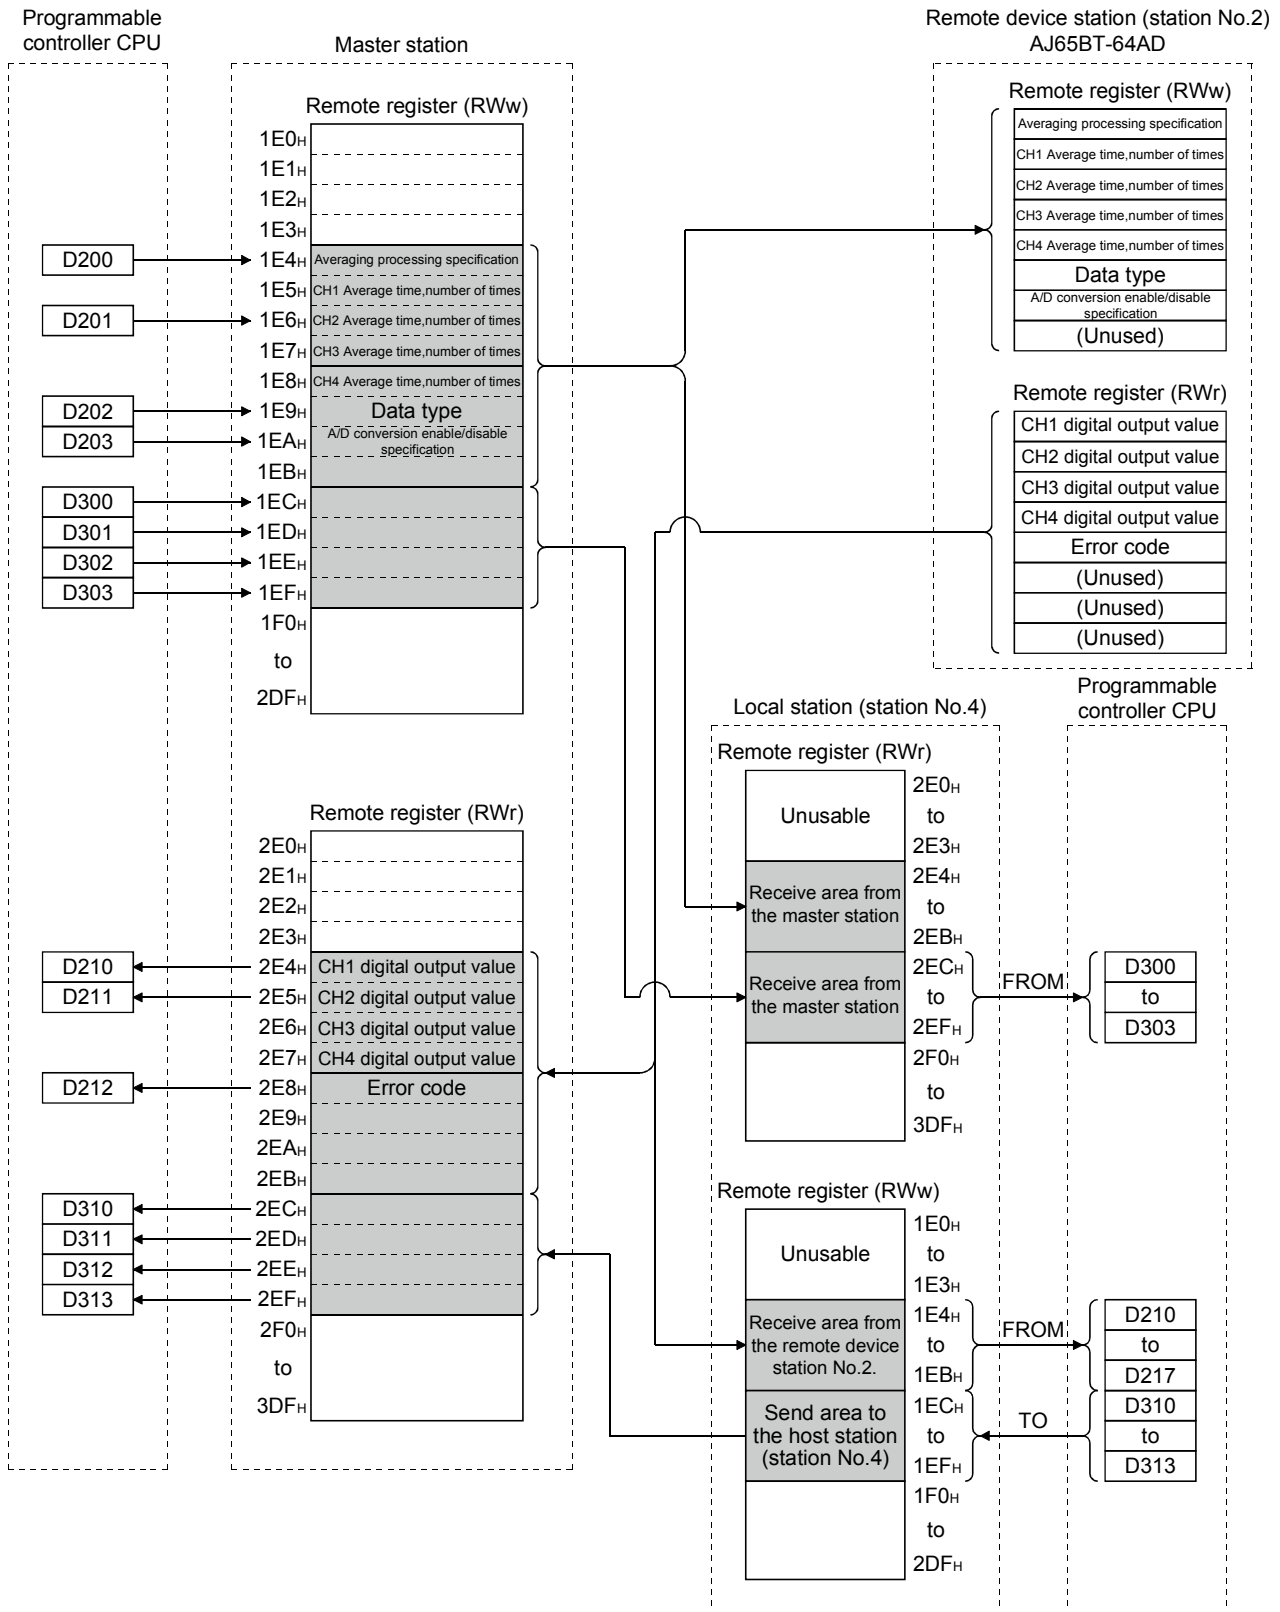 Programmable
controller CPU
Master station
Remote device station (station No.2)
AJ65BT-64AD
Remote register (RWw)
1E0H
1E1H
1E2H
1E3H
D200
1E4H
Averaging processing specification
1E5H
CH1 Average time,number of times
D201
1E6H
CH2 Average time,number of times
1E7H
CH3 Average time,number of times
1E8H
CH4 Average time,number of times
D202
1E9H
Data type
D203
1EAH
A/D conversion enable/disable
specification
1EBH
D300
1ECH
D301
1EDH
D302
1EEH
D303
1EFH
1F0H
to
2DFH
Remote register (RWw)
Averaging processing specification
CH1 Average time,number of times
CH2 Average time,number of times
CH3 Average time,number of times
CH4 Average time,number of times
Data type
A/D conversion enable/disable
specification
(Unused)
Remote register (RWr)
CH1 digital output value
CH2 digital output value
CH3 digital output value
CH4 digital output value
Error code
(Unused)
(Unused)
(Unused)
Remote register (RWr)
2E0H
2E1H
2E2H
2E3H
D210
2E4H
CH1 digital output value
D211
2E5H
CH2 digital output value
2E6H
CH3 digital output value
2E7H
CH4 digital output value
D212
2E8H
Error code
2E9H
2EAH
2EBH
D310
2ECH
D311
2EDH
D312
2EEH
D313
2EFH
2F0H
to
3DFH
Local station (station No.4)
Programmable
controller CPU
Remote register (RWr)
Unusable
2E0H
to
2E3H
Receive area from
the master station
2E4H
to
2EBH
Receive area from
the master station
2ECH
to
2EFH
FROM
D300
to
D303
2F0H
to
3DFH
Remote register (RWw)
Unusable
1E0H
to
1E3H
Receive area from
the remote device
station No.2.
1E4H
to
1EBH
FROM
D210
to
D217
Send area to
the host station
(station No.4)
1ECH
to
1EFH
TO
D310
to
D313
1F0H
to
2DFH